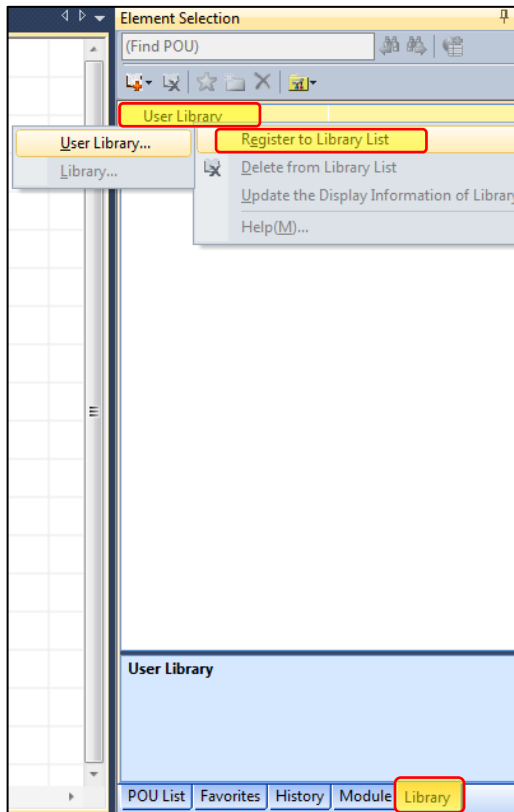 Element Selection
(Find POU)
User Library
User Library...
Library...
Register to Library List
Delete from Library List
Update the Display Information of Library
Help(M)...
User Library
POU List
Favorites
History
Module
Library